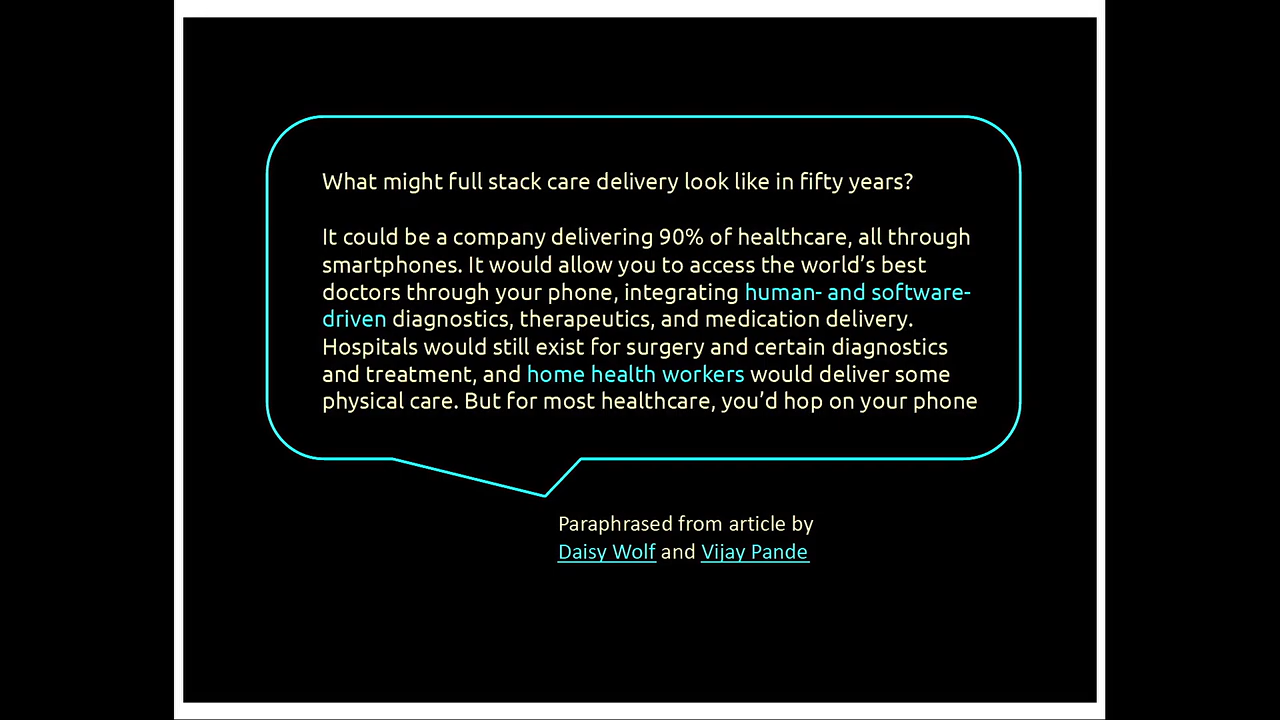 What might full stack care delivery look like in fifty years?
It could be a company delivering 90% of healthcare, all through
smartphones. It would allow you to access the world’s best
doctors through your phone, integrating human- and software-
driven diagnostics, therapeutics, and medication delivery.
Hospitals would still exist for surgery and certain diagnostics
and treatment, and home health workers would deliver some
physical care. But for most healthcare, you’d hop on your phone
Paraphrased from article by
Daisy Wolf and Vijay Pande